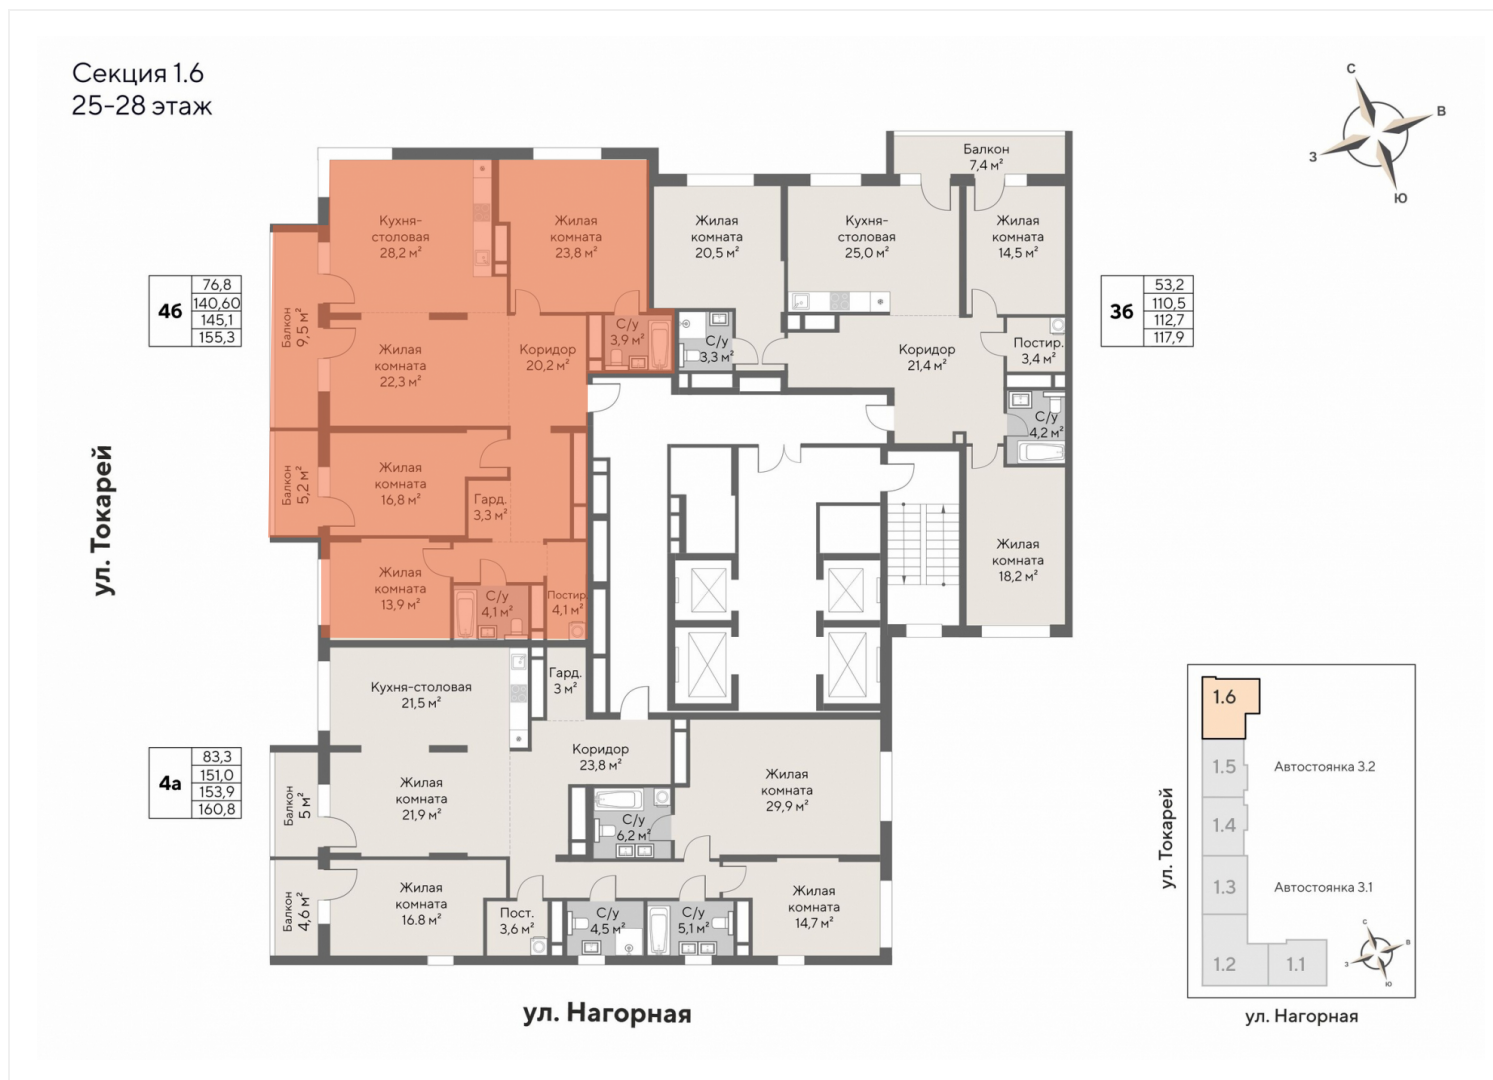 Секция 1.6
25-28 этаж
С
В
З
Ю
Балкон
7,4 м²
Кухня-
столовая
28,2 м²
Жилая
комната
23,8 м²
Жилая
комната
20,5 м²
Кухня-
столовая
25,0 м²
Жилая
комната
14,5 м²
4б
76,8
140,60
145,1
155,3
Балкон
9,5 м²
Жилая
комната
22,3 м²
Коридор
20,2 м²
С/у
3,9 м²
С/у
3,3 м²
Коридор
21,4 м²
Постир.
3,4 м²
3б
53,2
110,5
112,7
117,9
С/у
4,2 м²
ул. Токарей
Балкон
5,2 м²
Жилая
комната
16,8 м²
Гард.
3,3 м²
Жилая
комната
13,9 м²
С/у
4,1 м²
Постир.
4,1 м²
Жилая
комната
18,2 м²
Кухня-столовая
21,5 м²
Гард.
3 м²
4а
83,3
151,0
153,9
160,8
Балкон
5 м²
Жилая
комната
21,9 м²
Коридор
23,8 м²
Жилая
комната
29,9 м²
С/у
6,2 м²
Балкон
4,6 м²
Жилая
комната
16.8 м²
Пост.
3,6 м²
С/у
4,5 м²
С/у
5,1 м²
Жилая
комната
14,7 м²
ул. Нагорная
1.6
1.5
Автостоянка 3.2
1.4
ул. Токарей
1.3
Автостоянка 3.1
1.2
1.1
С
В
З
Ю
ул. Нагорная